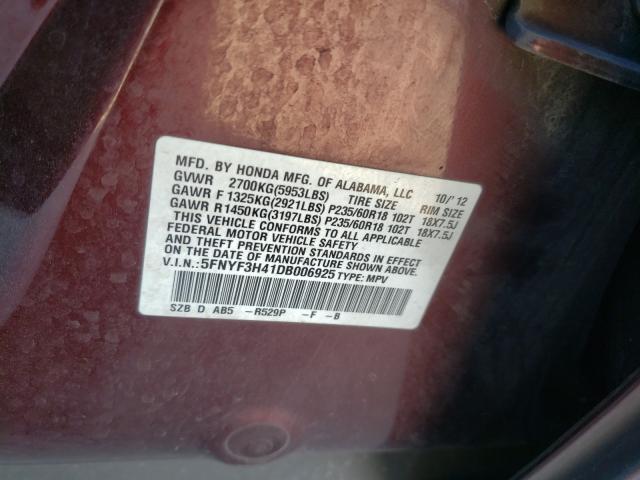 MFD. BY HONDA MFG. OF ALABAMA, LLC 10/'12
GVWR 2700KG(5953LBS) TIRE SIZE RIM SIZE
GAWR F 1325KG(2921LBS) P235/60R18 102T 18X7.5J
GAWR R 1450KG(3197LBS) P235/60R18 102T 18X7.5J
THIS VEHICLE CONFORMS TO ALL APPLICABLE
FEDERAL MOTOR VEHICLE SAFETY
AND THEFT PREVENTION STANDARDS IN EFFECT
ON THE DATE OF MANUFACTURE SHOWN ABOVE.
V.I.N.: 5FNYF3H41DB006925 TYPE: MPV
SZB D AB5 -R529P -F -B